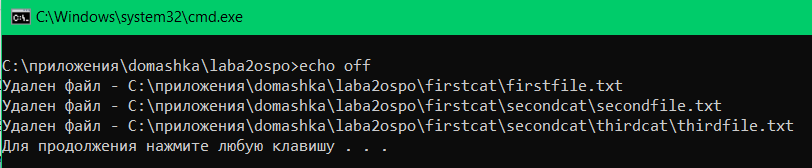 C:\Windows\system32\cmd.exe
C:\приложения\domashka\laba2ospo>echo off
Удален файл - C:\приложения\domashka\laba2ospo\firstcat\firstfile.txt
Удален файл - C:\приложения\domashka\laba2ospo\firstcat\secondcat\secondfile.txt
Удален файл - C:\приложения\domashka\laba2ospo\firstcat\secondcat\thirdcat\thirdfile.txt
Для продолжения нажмите любую клавишу . . .